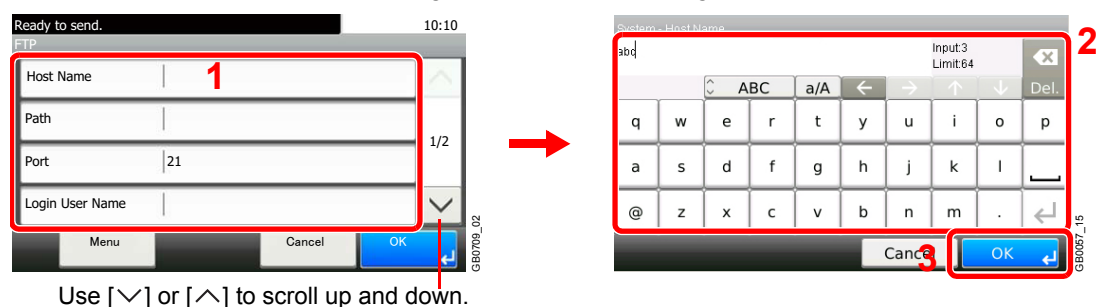 Ready to send. 10:10
FTP
Host Name
1
Path
Port 21
1/2
Login User Name
Menu Cancel OK
GB0709_02
Use [∨] or [∧] to scroll up and down.
System - Host Name
2
abc
Input:3
Limit:64
ABC a/A ← → ↑ ↓ Del.
q w e r t y u i o p
a s d f g h j k l
@ z x c v b n m .
Cancel 3 OK
GB0057_15